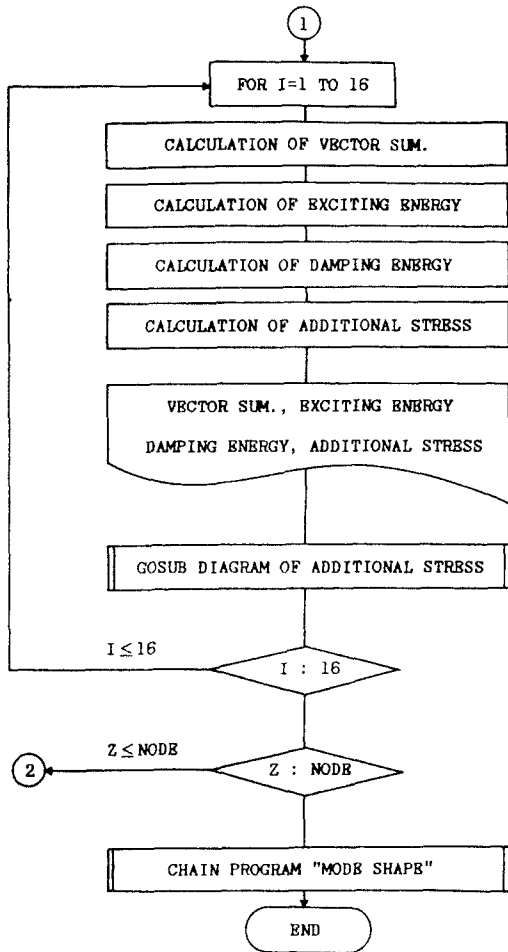 1
FOR I=1 TO 16
CALCULATION OF VECTOR SUM.
CALCULATION OF EXCITING ENERGY
CALCULATION OF DAMPING ENERGY
CALCULATION OF ADDITIONAL STRESS
VECTOR SUM., EXCITING ENERGY
DAMPING ENERGY, ADDITIONAL STRESS
GOSUB DIAGRAM OF ADDITIONAL STRESS
I≤16
I : 16
Z≤NODE
2
Z : NODE
CHAIN PROGRAM "MODE SHAPE"
END